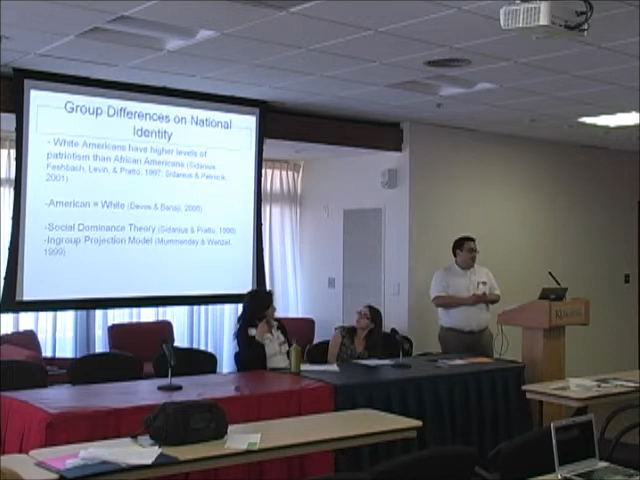 Group Differences on National
Identity
- White Americans have higher levels of
patriotism than African Americans (Sidanius,
Feshbach, Levin, & Pratto, 1997; Sidanius & Petrocik,
2001)
-American = White (Devos & Banaji, 2005)
-Social Dominance Theory (Sidanius & Pratto, 1999)
-Ingroup Projection Model (Mummendey & Wenzel,
1999)